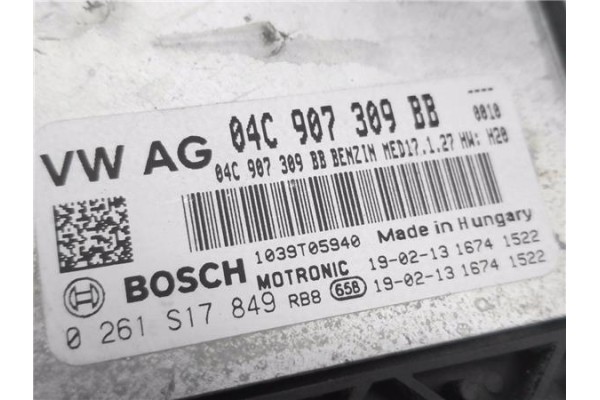 VW AG 04C 907 309 BB ----
0010
04C 907 309 BB BENZIN MED17.1.27 HW: H20
1039T05940 Made in Hungary
BOSCH MOTRONIC 19-02-13 1674 1522
0 261 S17 849 RB8 658 19-02-13 1674 1522